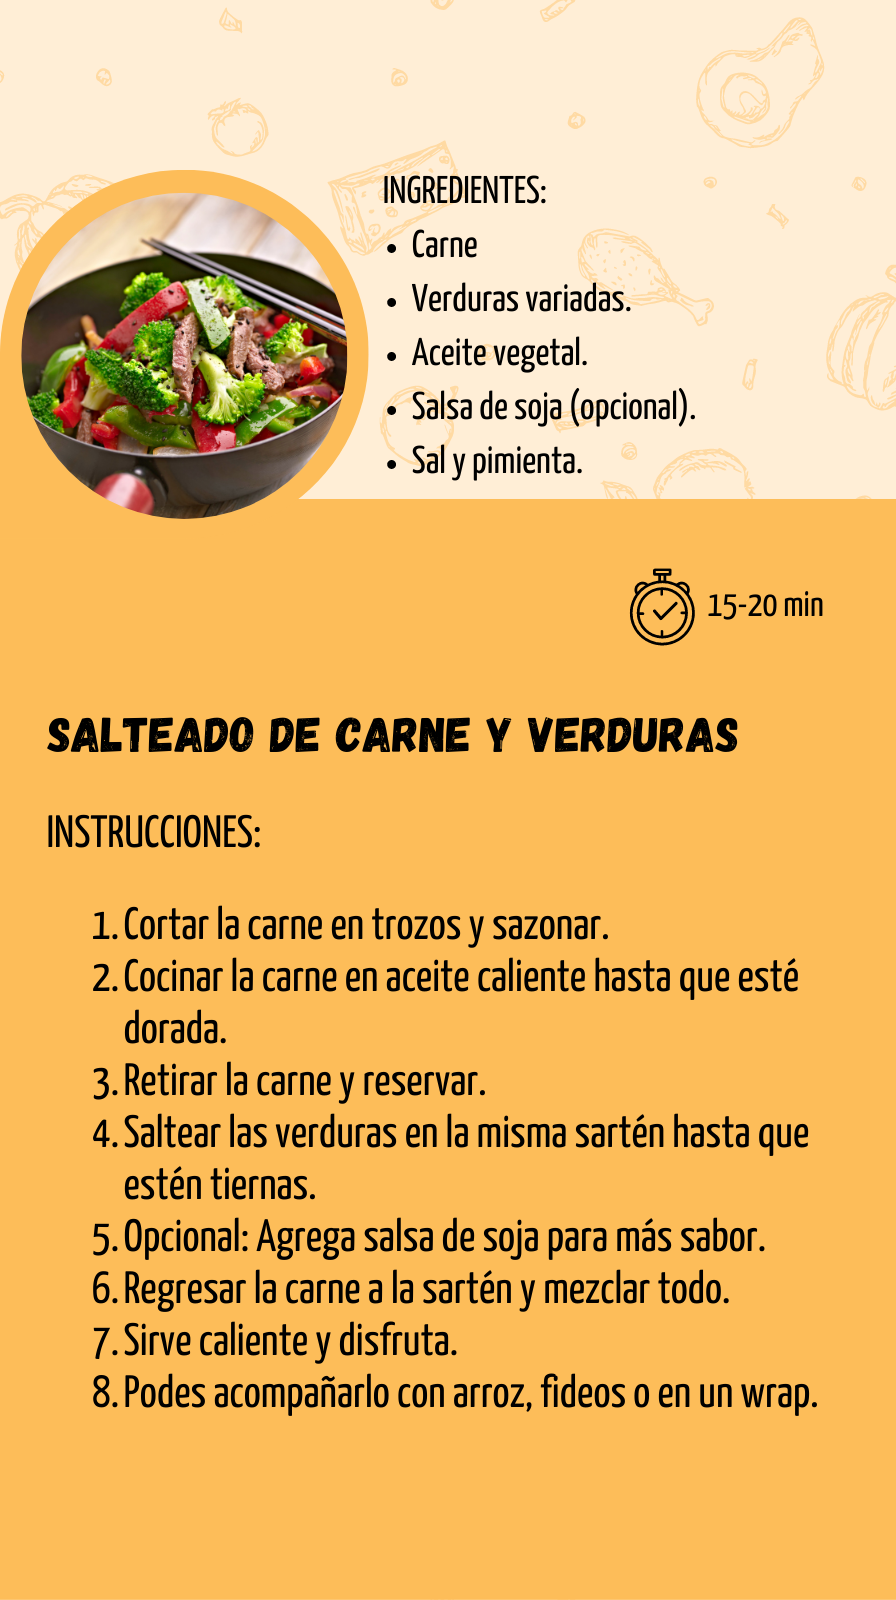 INGREDIENTES:
• Carne
• Verduras variadas.
• Aceite vegetal.
• Salsa de soja (opcional).
• Sal y pimienta.
15-20 min
SALTEADO DE CARNE Y VERDURAS
INSTRUCCIONES:
1. Cortar la carne en trozos y sazonar.
2. Cocinar la carne en aceite caliente hasta que esté
dorada.
3. Retirar la carne y reservar.
4. Saltear las verduras en la misma sartén hasta que
estén tiernas.
5. Opcional: Agrega salsa de soja para más sabor.
6. Regresar la carne a la sartén y mezclar todo.
7. Sirve caliente y disfruta.
8. Podes acompañarlo con arroz, fideos o en un wrap.